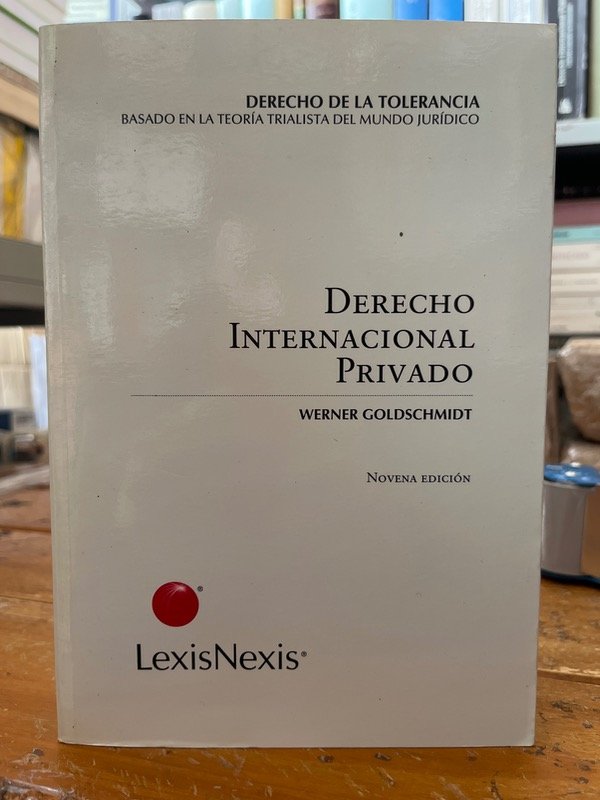 DERECHO DE LA TOLERANCIA
BASADO EN LA TEORÍA TRIALISTA DEL MUNDO JURÍDICO
DERECHO
INTERNACIONAL
PRIVADO
WERNER GOLDSCHMIDT
NOVENA EDICIÓN
LexisNexis®